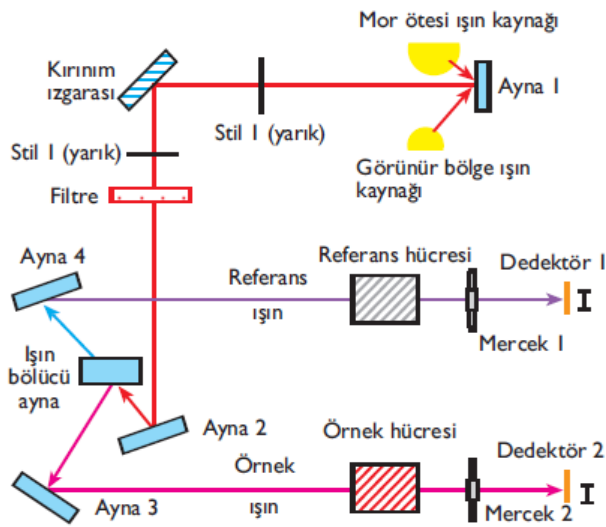 Mor ötesi ışın kaynağı
Kırınım
ızgarası
Ayna 1
Stil 1 (yarık)
Stil 1 (yarık)
Görünür bölge ışın
kaynağı
Filtre
Ayna 4
Referans
ışın
Referans hücresi
Dedektör 1
I
Mercek 1
Işın
bölücü
ayna
Ayna 2
Örnek hücresi
Dedektör 2
Örnek
ışın
I
Ayna 3
Mercek 2